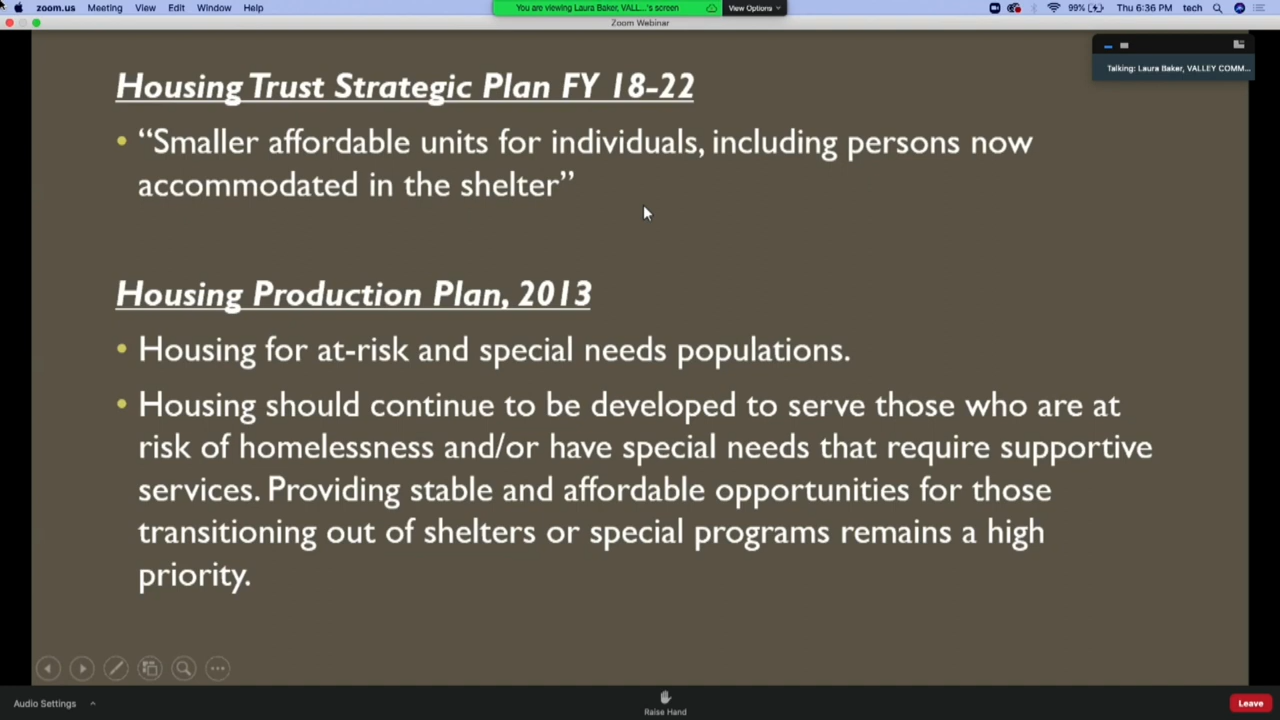 zoom.us Meeting View Edit Window Help
You are viewing Laura Baker, VALL...'s screen
View Options
99%
Thu 6:36 PM
tech
Zoom Webinar
Talking: Laura Baker, VALLEY COMM...
Housing Trust Strategic Plan FY 18-22
• “Smaller affordable units for individuals, including persons now
accommodated in the shelter”
Housing Production Plan, 2013
• Housing for at-risk and special needs populations.
• Housing should continue to be developed to serve those who are at
risk of homelessness and/or have special needs that require supportive
services. Providing stable and affordable opportunities for those
transitioning out of shelters or special programs remains a high
priority.
Audio Settings
Raise Hand
Leave